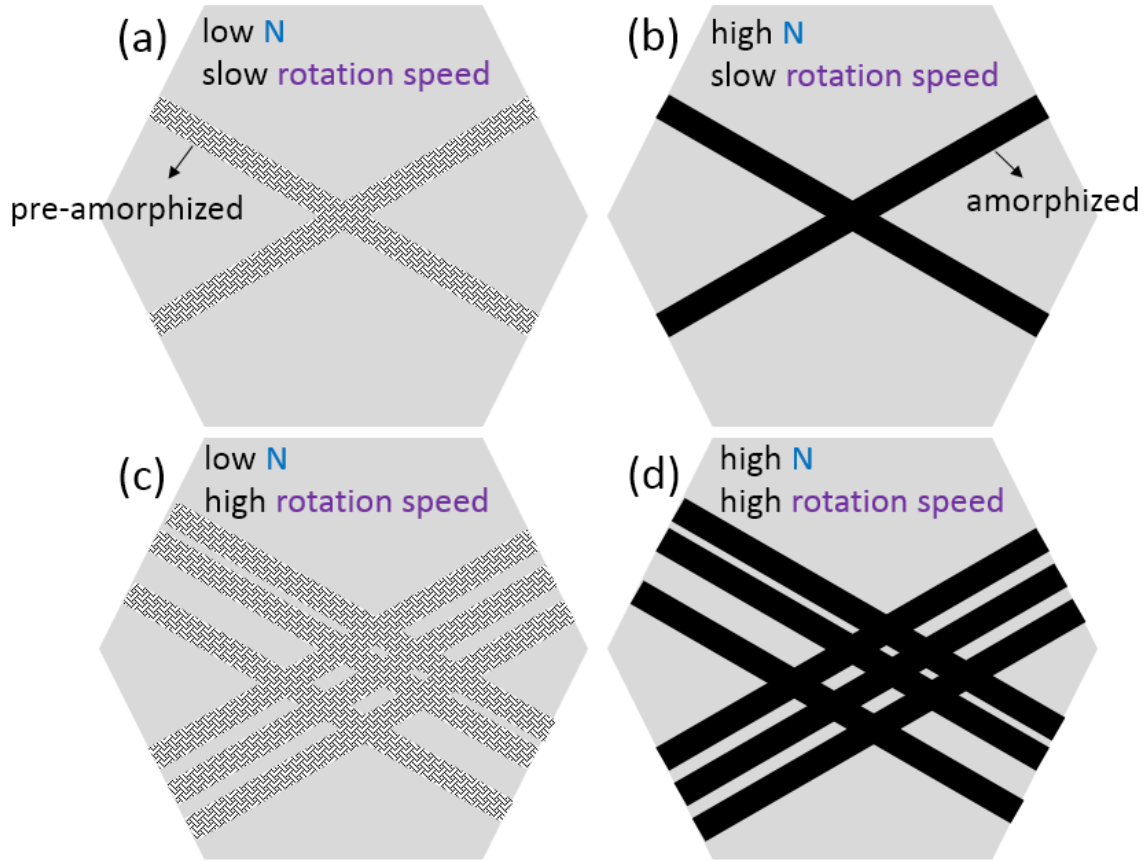 (a)
low N
slow rotation speed
pre-amorphized
(b)
high N
slow rotation speed
amorphized
(c)
low N
high rotation speed
(d)
high N
high rotation speed